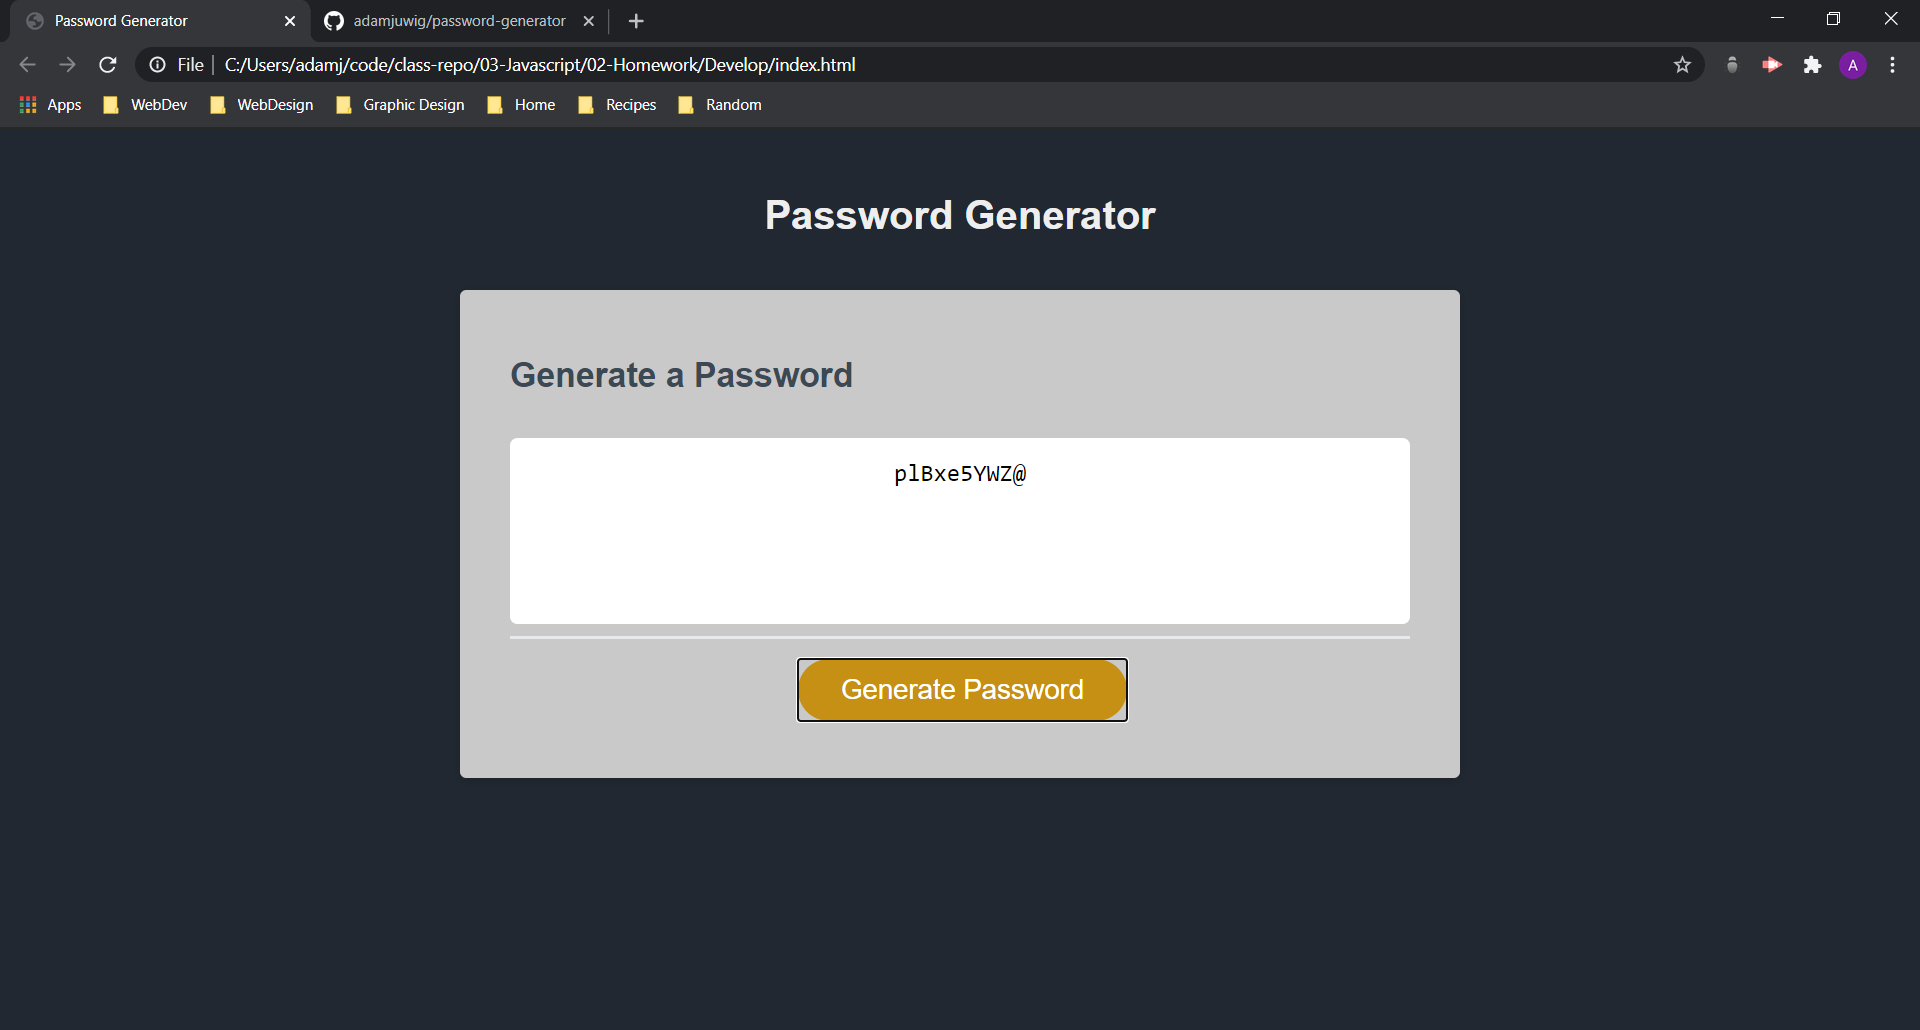 Password Generator
adamjuwig/password-generator
File
C:/Users/adamj/code/class-repo/03-Javascript/02-Homework/Develop/index.html
A
Apps
WebDev
WebDesign
Graphic Design
Home
Recipes
Random
Password Generator
Generate a Password
plBxe5YWZ@
Generate Password